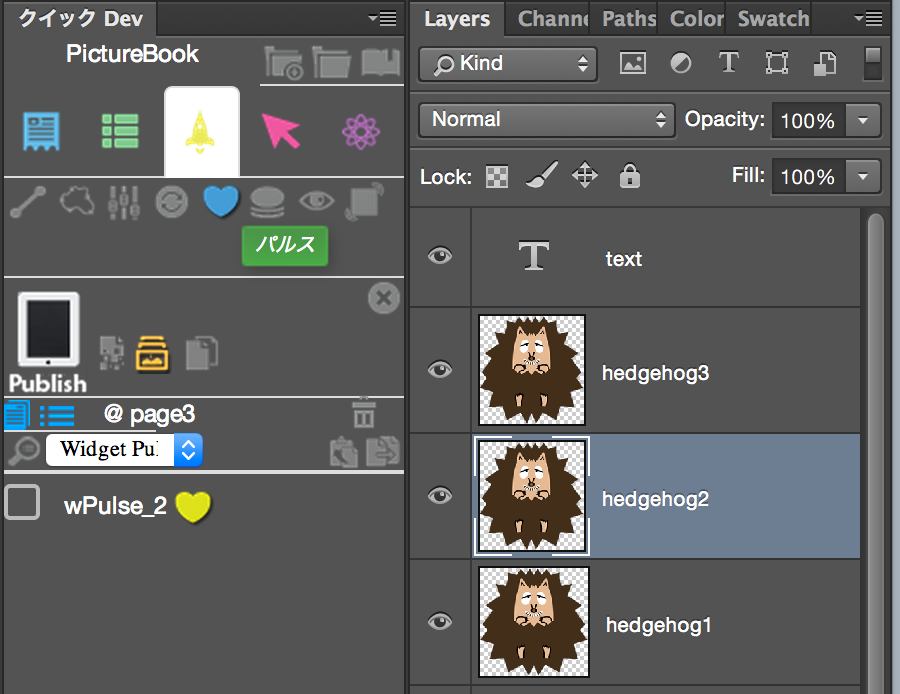 クイック Dev
PictureBook
パルス
Publish
@ page3
Widget Pu
wPulse_2
Layers Channe Paths Color Swatch
Kind
Normal Opacity: 100%
Lock: Fill: 100%
T text
hedgehog3
hedgehog2
hedgehog1